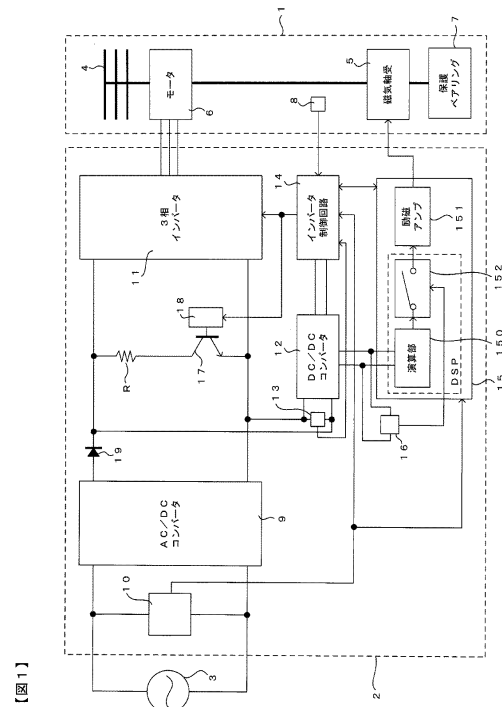 【図1】
1
2
3
4
5
6
7
8
9
10
11
12
13
14
15
16
17
18
19
R
150
151
152
AC/DC
コンバータ
3相
インバータ
モータ
磁気軸受
保護
ベアリング
DC/DC
コンバータ
インバータ
制御回路
演算部
DSP
励磁
アンプ